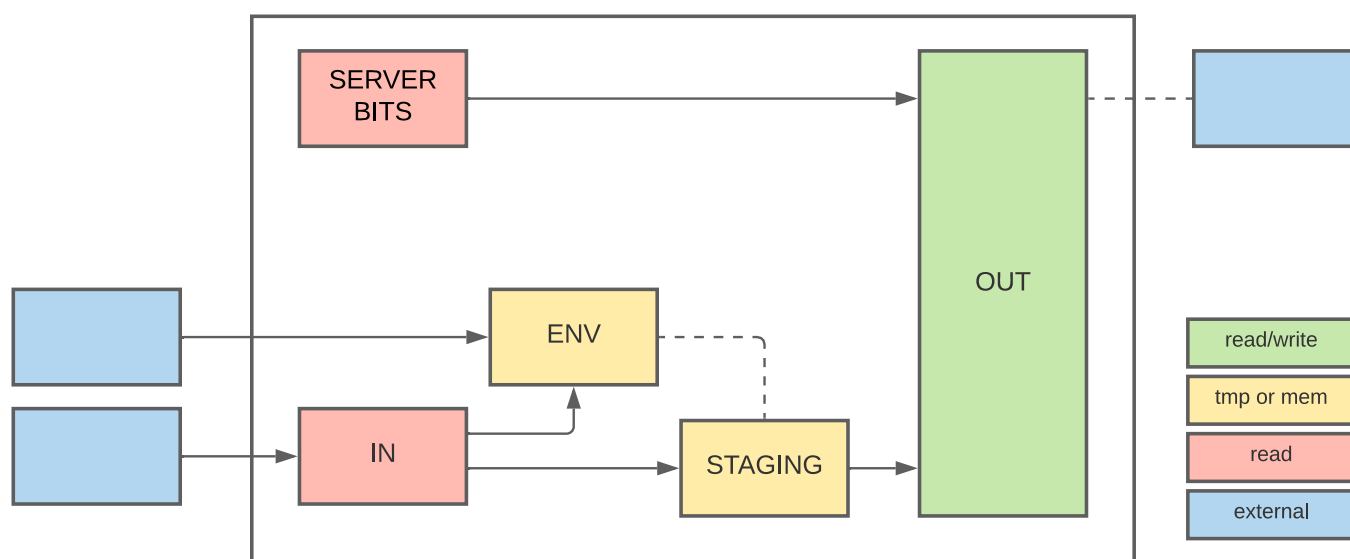 SERVER
BITS
OUT
ENV
IN
STAGING
read/write
tmp or mem
read
external